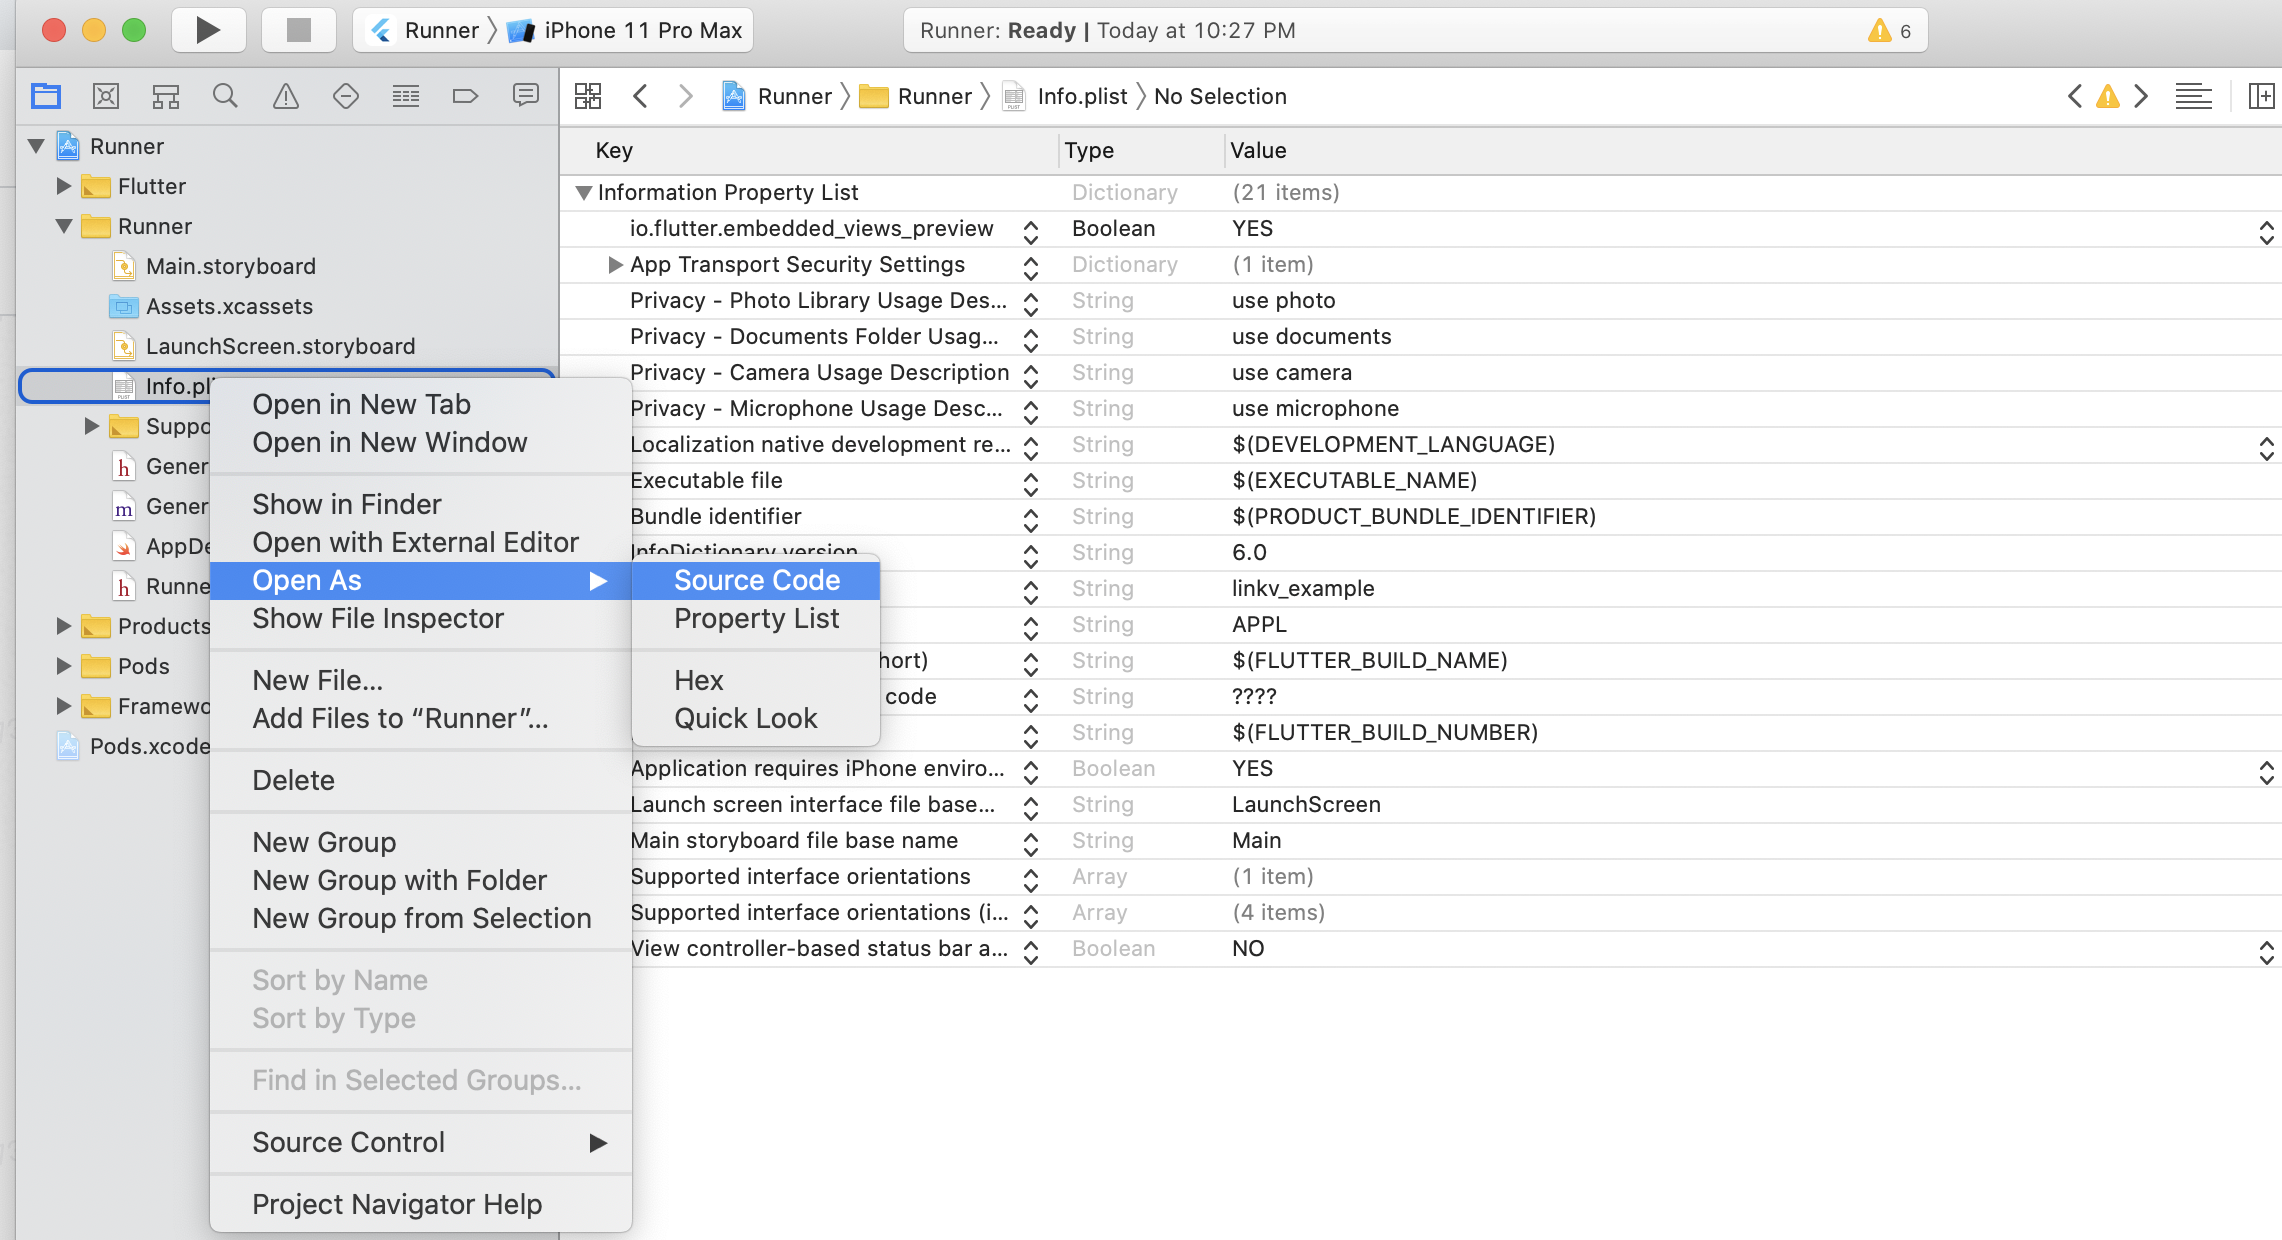 Runner iPhone 11 Pro Max
Runner: Ready | Today at 10:27 PM
6
Runner Runner Info.plist No Selection
Runner
Flutter
Runner
Main.storyboard
Assets.xcassets
LaunchScreen.storyboard
Info.pli
Suppo
Gener
Gener
AppDe
Runne
Products
Pods
Framewo
Pods.xcode
Open in New Tab
Open in New Window
Show in Finder
Open with External Editor
Open As
Show File Inspector
New File...
Add Files to “Runner”...
Delete
New Group
New Group with Folder
New Group from Selection
Sort by Name
Sort by Type
Find in Selected Groups...
Source Control
Project Navigator Help
Source Code
Property List
Hex
Quick Look
Key Type Value
Information Property List Dictionary (21 items)
io.flutter.embedded_views_preview Boolean YES
App Transport Security Settings Dictionary (1 item)
Privacy - Photo Library Usage Des... String use photo
Privacy - Documents Folder Usag... String use documents
Privacy - Camera Usage Description String use camera
Privacy - Microphone Usage Desc... String use microphone
Localization native development re... String $(DEVELOPMENT_LANGUAGE)
Executable file String $(EXECUTABLE_NAME)
Bundle identifier String $(PRODUCT_BUNDLE_IDENTIFIER)
InfoDictionary version String 6.0
String linkv_example
String APPL
hort) String $(FLUTTER_BUILD_NAME)
code String ????
String $(FLUTTER_BUILD_NUMBER)
Application requires iPhone enviro... Boolean YES
Launch screen interface file base... String LaunchScreen
Main storyboard file base name String Main
Supported interface orientations Array (1 item)
Supported interface orientations (i... Array (4 items)
View controller-based status bar a... Boolean NO